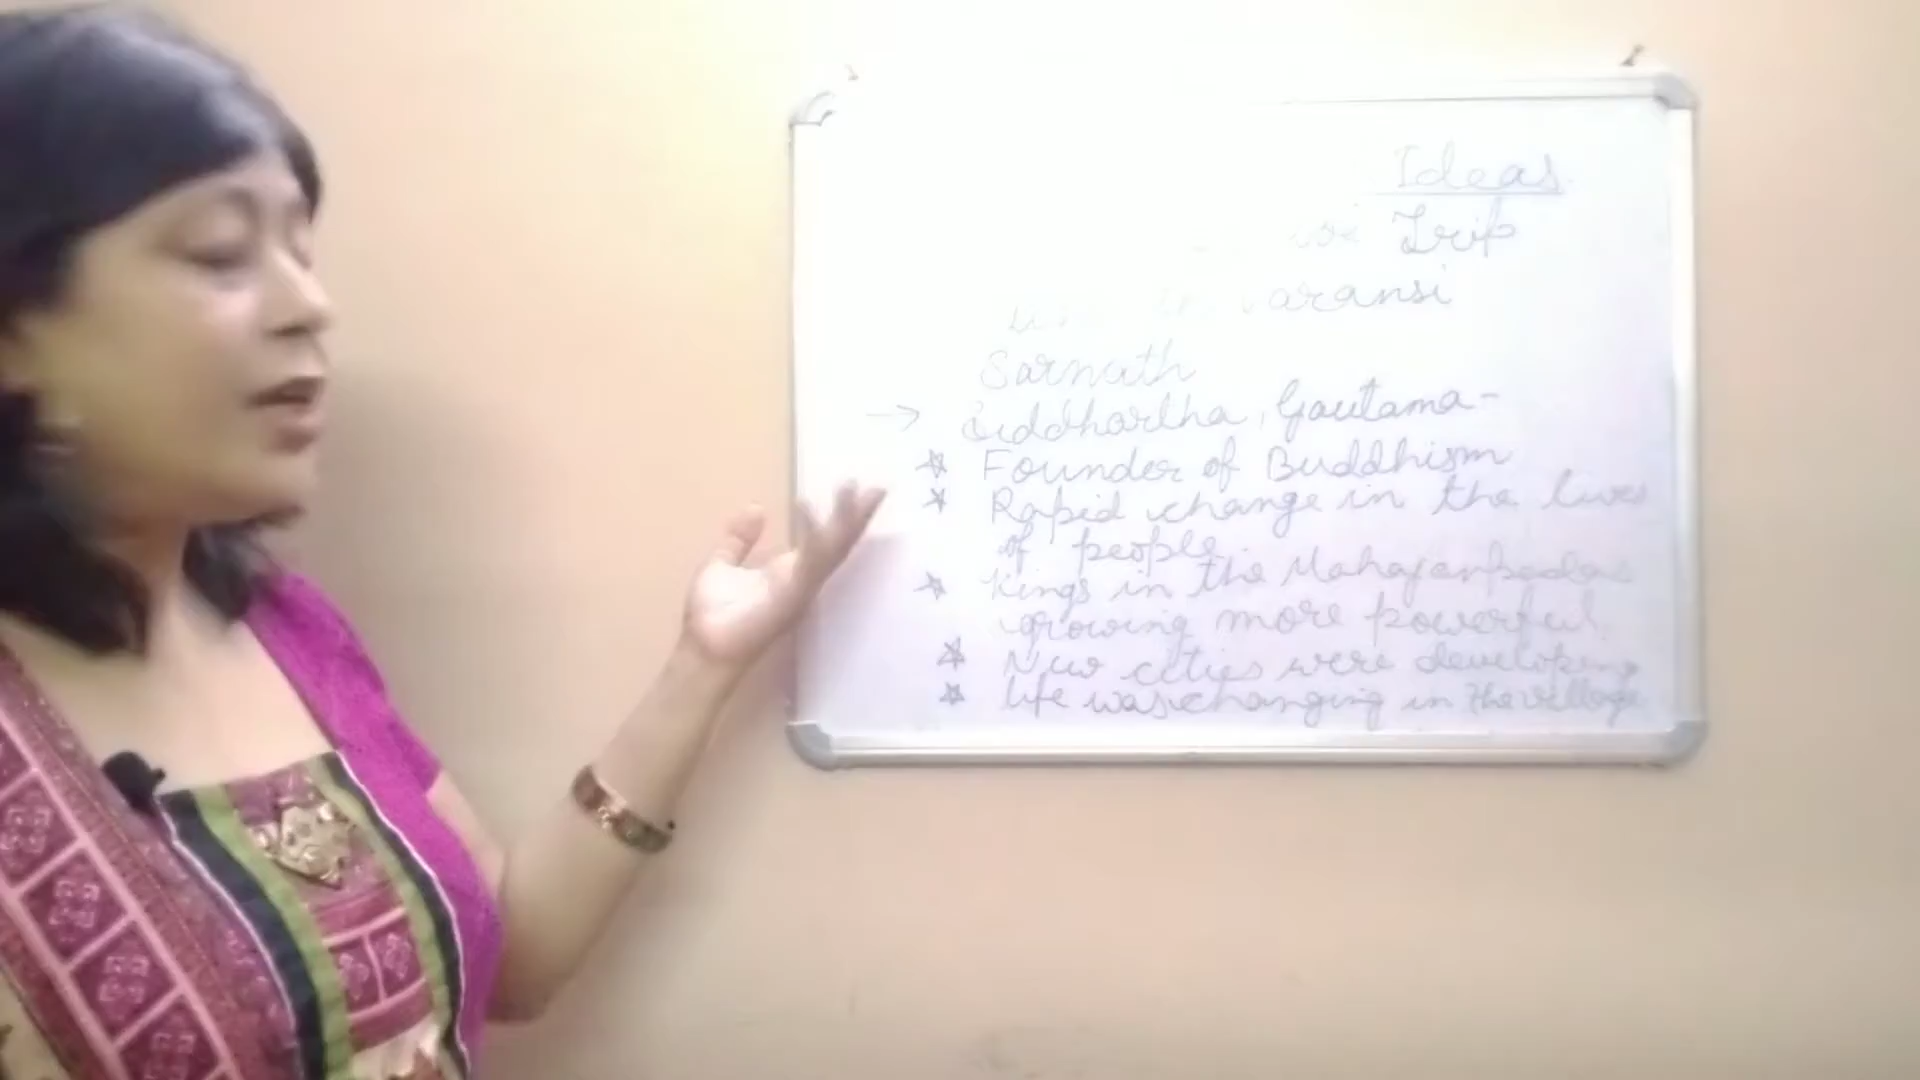 Ideas
Trip
Varansi
Sarnath
→ Siddhartha, Gautama-
☆ Founder of Buddhism
☆ Rapid change in the lives
of people
☆ Kings in the Mahajanpadas
growing more powerful.
☆ New cities were developing
☆ life was changing in the village